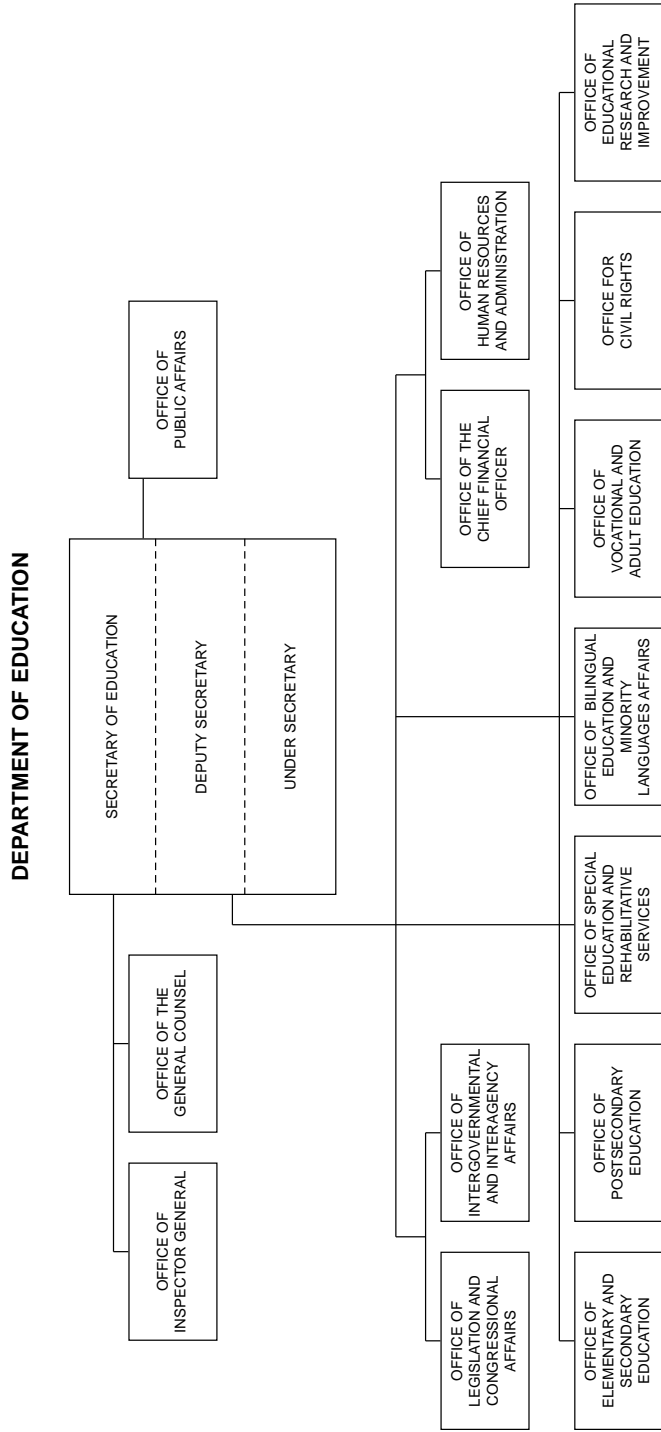 DEPARTMENT OF EDUCATION
SECRETARY OF EDUCATION
DEPUTY SECRETARY
UNDER SECRETARY
OFFICE OF
INSPECTOR GENERAL
OFFICE OF THE
GENERAL COUNSEL
OFFICE OF
PUBLIC AFFAIRS
OFFICE OF
LEGISLATION AND
CONGRESSIONAL
AFFAIRS
OFFICE OF
INTERGOVERNMENTAL
AND INTERAGENCY
AFFAIRS
OFFICE OF THE
CHIEF FINANCIAL
OFFICER
OFFICE OF
HUMAN RESOURCES
AND ADMINISTRATION
OFFICE OF
ELEMENTARY AND
SECONDARY
EDUCATION
OFFICE OF
POSTSECONDARY
EDUCATION
OFFICE OF SPECIAL
EDUCATION AND
REHABILITATIVE
SERVICES
OFFICE OF BILINGUAL
EDUCATION AND
MINORITY
LANGUAGES AFFAIRS
OFFICE OF
VOCATIONAL AND
ADULT EDUCATION
OFFICE FOR
CIVIL RIGHTS
OFFICE OF
EDUCATIONAL
RESEARCH AND
IMPROVEMENT